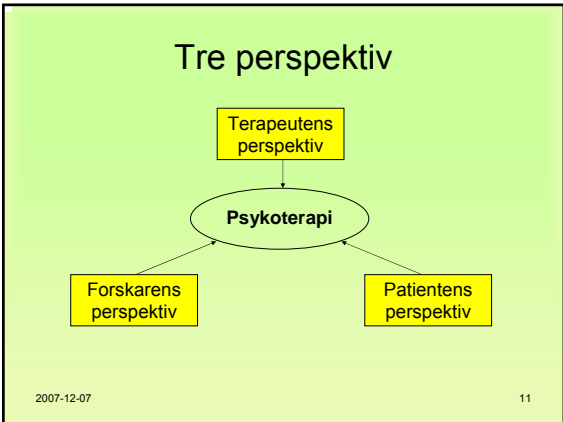 Tre perspektiv
Terapeutens
perspektiv
Psykoterapi
Forskarens
perspektiv
Patientens
perspektiv
2007-12-07
11